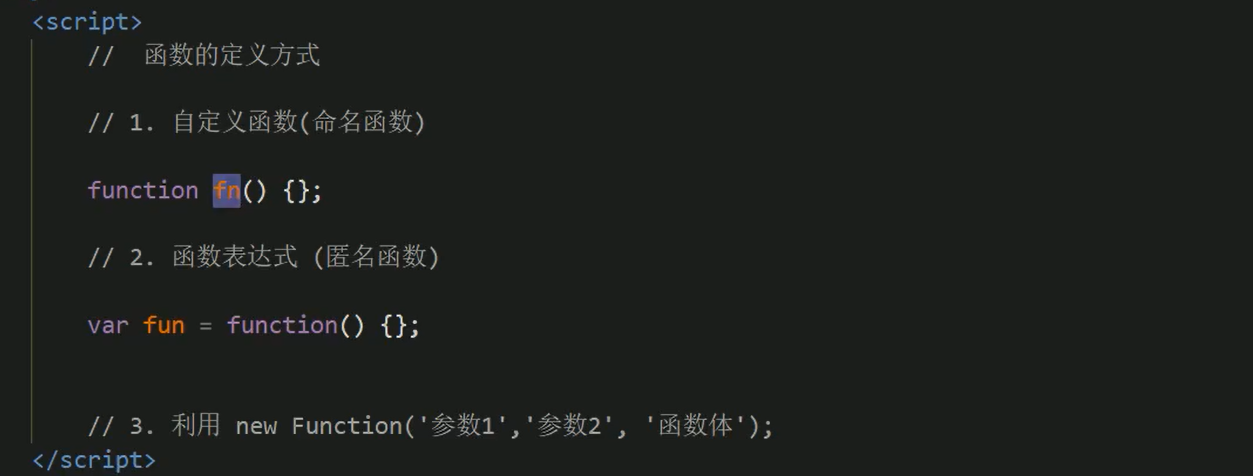 <script>
//  函数的定义方式
// 1. 自定义函数(命名函数)
function fn() {};
// 2. 函数表达式 (匿名函数)
var fun = function() {};
// 3. 利用 new Function('参数1','参数2', '函数体');
</script>